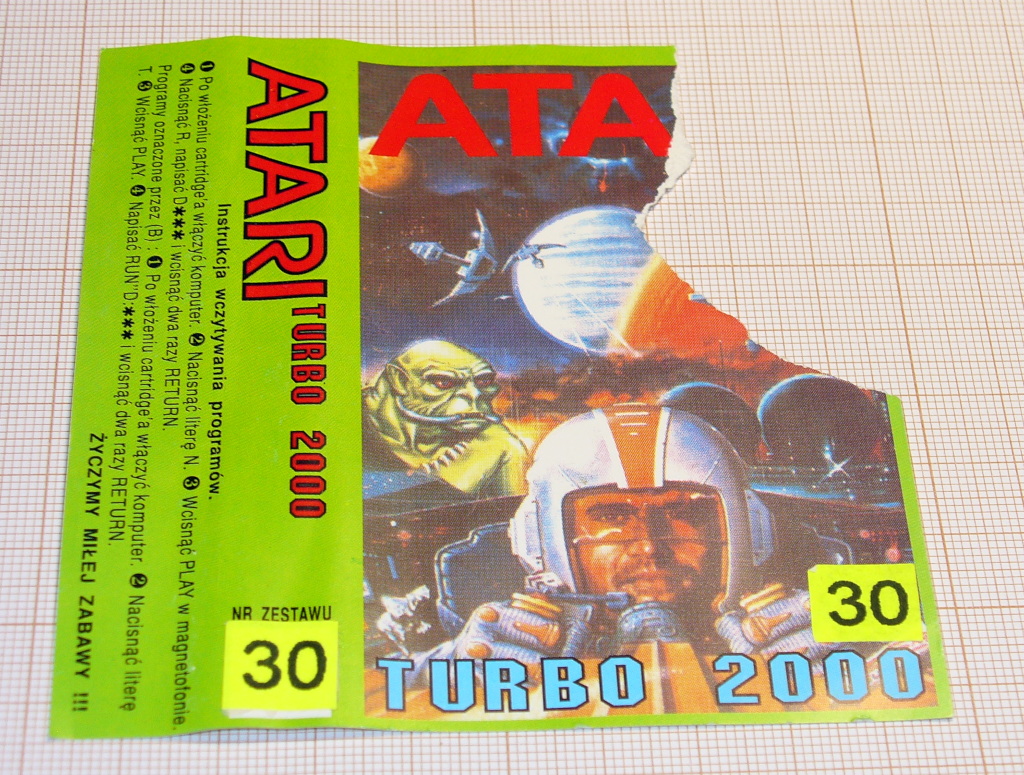 Instrukcja wczytywania programów.
❶ Po włożeniu cartridge'a włączyć komputer. ❷ Nacisnąć literę N. ❸ Wcisnąć PLAY w magnetofonie.
❹ Nacisnąć R, napisać D✱✱✱ i wcisnąć dwa razy RETURN.
Programy oznaczone przez (B) : ❶ Po włożeniu cartridge'a włączyć komputer. ❷ Nacisnąć literę
T. ❸ Wcisnąć PLAY. ❹ Napisać RUN"D:✱✱✱ i wcisnąć dwa razy RETURN.
ŻYCZYMY MIŁEJ ZABAWY !!!
ATARI TURBO 2000
NR ZESTAWU
30
ATA
30
TURBO 2000